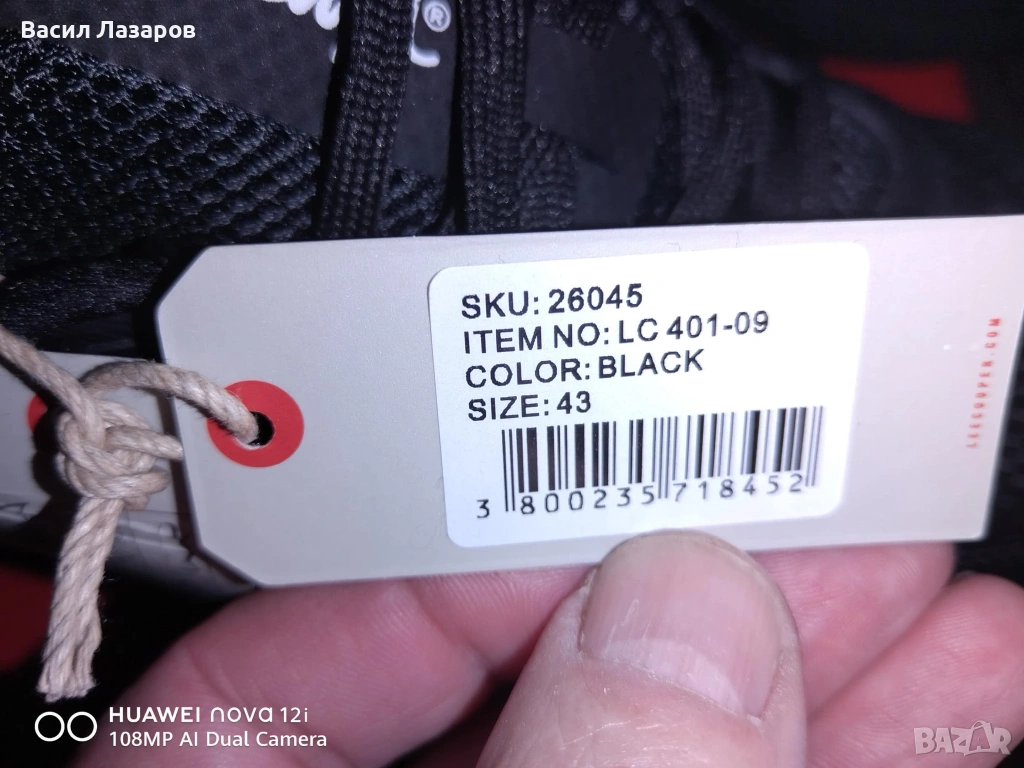 Васил Лазаров
®
SKU: 26045
ITEM NO: LC 401-09
COLOR: BLACK
SIZE: 43
3 800235 718452
LEECOOPER.COM
HUAWEI nova 12i
108MP AI Dual Camera
BAZAR